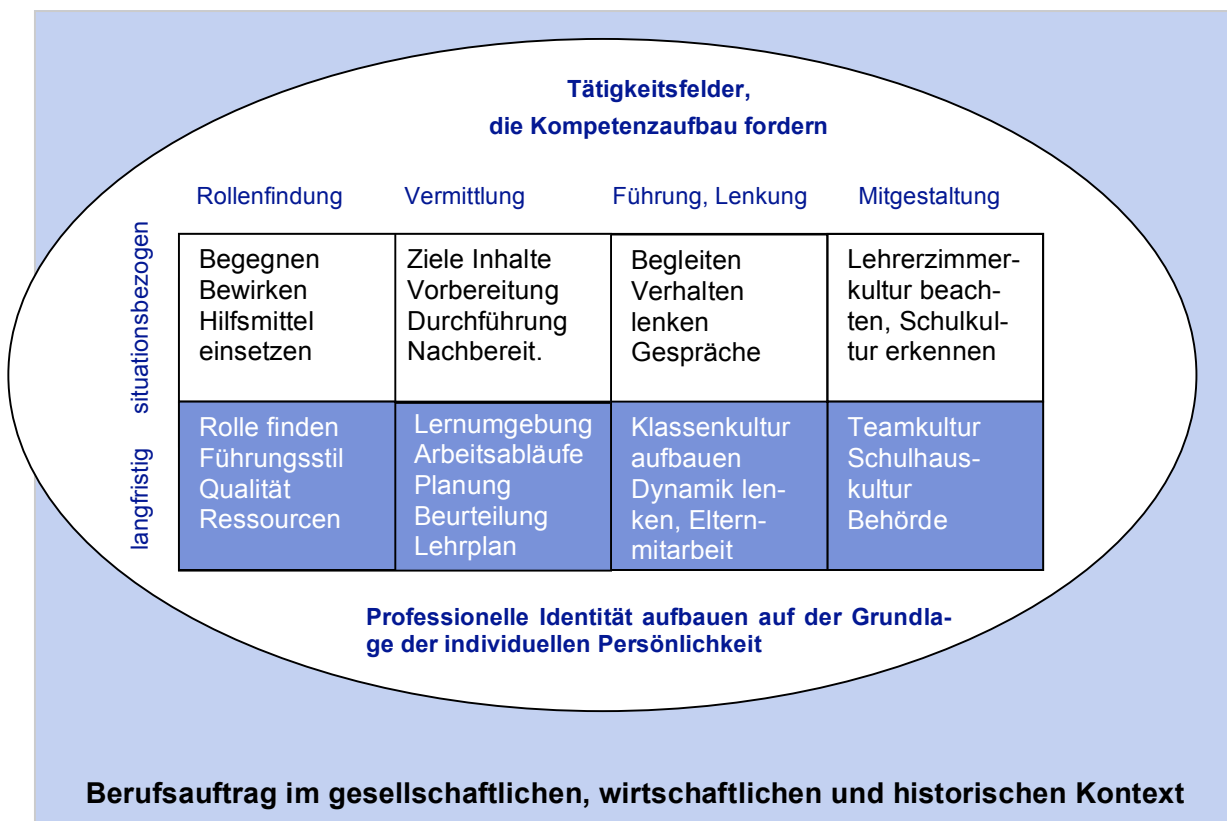 Tätigkeitsfelder,
die Kompetenzaufbau fordern
Rollenfindung
Vermittlung
Führung, Lenkung
Mitgestaltung
situationsbezogen
Begegnen
Bewirken
Hilfsmittel
einsetzen
Ziele Inhalte
Vorbereitung
Durchführung
Nachbereit.
Begleiten
Verhalten
lenken
Gespräche
Lehrerzimmer-
kultur beach-
ten, Schulkul-
tur erkennen
langfristig
Rolle finden
Führungsstil
Qualität
Ressourcen
Lernumgebung
Arbeitsabläufe
Planung
Beurteilung
Lehrplan
Klassenkultur
aufbauen
Dynamik len-
ken, Eltern-
mitarbeit
Teamkultur
Schulhaus-
kultur
Behörde
Professionelle Identität aufbauen auf der Grundla-
ge der individuellen Persönlichkeit
Berufsauftrag im gesellschaftlichen, wirtschaftlichen und historischen Kontext